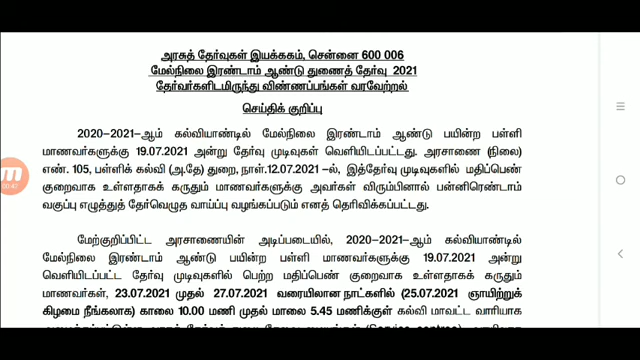 அரசுத் தேர்வுகள் இயக்ககம், சென்னை 600 006
மேல்நிலை இரண்டாம் ஆண்டு துணைத் தேர்வு 2021
தேர்வர்களிடமிருந்து விண்ணப்பங்கள் வரவேற்றல்
செய்திக் குறிப்பு
2020-2021-ஆம் கல்வியாண்டில் மேல்நிலை இரண்டாம் ஆண்டு பயின்ற பள்ளி
மாணவர்களுக்கு 19.07.2021 அன்று தேர்வு முடிவுகள் வெளியிடப்பட்டது. அரசாணை (நிலை)
எண். 105, பள்ளிக் கல்வி (அ.தே) துறை, நாள்.12.07.2021 –ல், இத்தேர்வு முடிவுகளில் மதிப்பெண்
குறைவாக உள்ளதாகக் கருதும் மாணவர்களுக்கு அவர்கள் விரும்பினால் பன்னிரெண்டாம்
வகுப்பு எழுத்துத் தேர்வெழுத வாய்ப்பு வழங்கப்படும் எனத் தெரிவிக்கப்பட்டது.
மேற்குறிப்பிட்ட அரசாணையின் அடிப்படையில், 2020-2021-ஆம் கல்வியாண்டில்
மேல்நிலை இரண்டாம் ஆண்டு பயின்ற பள்ளி மாணவர்களுக்கு 19.07.2021 அன்று
வெளியிடப்பட்ட தேர்வு முடிவுகளில் பெற்ற மதிப்பெண் குறைவாக உள்ளதாகக் கருதும்
மாணவர்கள், 23.07.2021 முதல் 27.07.2021 வரையிலான நாட்களில் (25.07.2021 ஞாயிற்றுக்
கிழமை நீங்கலாக) காலை 10.00 மணி முதல் மாலை 5.45 மணிக்குள் கல்வி மாவட்ட வாரியாக
00:42